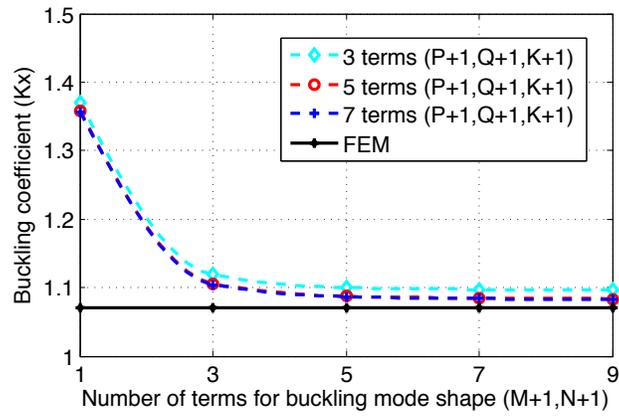 1.5
1.4
1.3
1.2
1.1
1
Buckling coefficient (Kx)
3 terms (P+1,Q+1,K+1)
5 terms (P+1,Q+1,K+1)
7 terms (P+1,Q+1,K+1)
FEM
1 3 5 7 9
Number of terms for buckling mode shape (M+1,N+1)